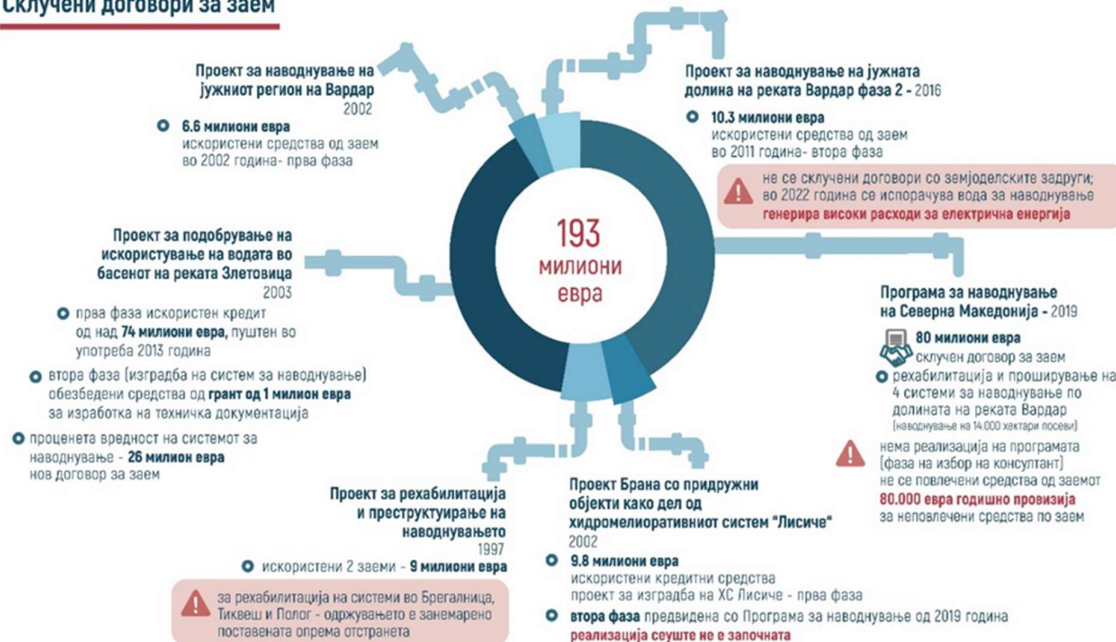 Склучени договори за заем
Проект за наводнување на
јужниот регион на Вардар
2002
6.6 милиони евра
искористени средства од заем
во 2002 година- прва фаза
Проект за наводнување на јужната
долина на реката Вардар фаза 2 - 2016
10.3 милиони евра
искористени средства од заем
во 2011 година- втора фаза
не се склучени договори со земјоделските задруги;
во 2022 година се испорачува вода за наводнување
генерира високи расходи за електрична енергија
193
милиони
евра
Проект за подобрување на
искористување на водата во
басенот на реката Злетовица
2003
прва фаза искористен кредит
од над 74 милиони евра, пуштен во
употреба 2013 година
втора фаза (изградба на систем за наводнување)
обезбедени средства од грант од 1 милион евра
за изработка на техничка документација
проценета вредност на системот за
наводнување - 26 милион евра
нов договор за заем
Програма за наводнување
на Северна Македонија - 2019
80 милиони евра
склучен договор за заем
рехабилитација и проширување на
4 системи за наводнување по
долината на реката Вардар
(наводнување на 14.000 хектари посеви)
нема реализација на програмата
(фаза на избор на консултант)
не се повлечени средства од заемот
80.000 евра годишно провизија
за неповлечени средства по заем
Проект за рехабилитација
и преструктуирање на
наводнувањето
1997
искористени 2 заеми - 9 милиони евра
за рехабилитација на системи во Брегалница,
Тиквеш и Полог - одржувањето е занемарено
поставената опрема отстранета
Проект Брана со придружни
објекти како дел од
хидромелиоративниот систем "Лисиче"
2002
9.8 милиони евра
искористени кредитни средства
проект за изградба на ХС Лисиче - прва фаза
втора фаза предвидена со Програма за наводнување од 2019 година
реализација сеуште не е започната